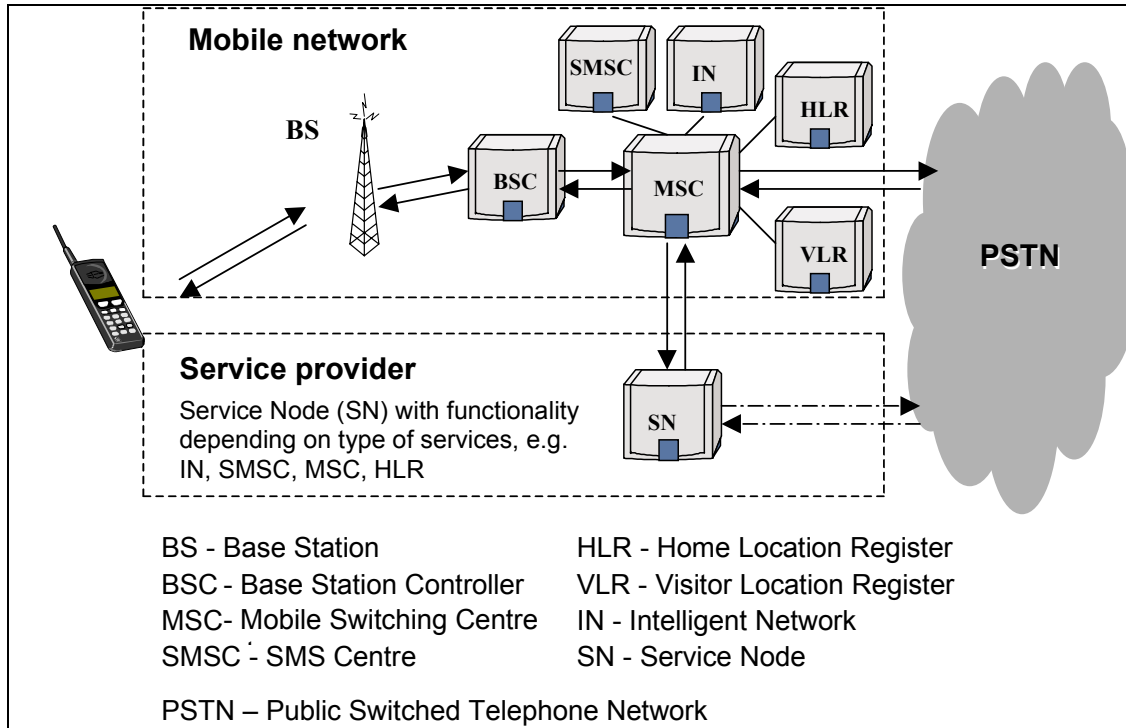 Mobile network
SMSC
IN
HLR
BS
BSC
MSC
VLR
PSTN
Service provider
Service Node (SN) with functionality
depending on type of services, e.g.
IN, SMSC, MSC, HLR
SN
BS - Base Station
HLR - Home Location Register
BSC - Base Station Controller
VLR - Visitor Location Register
MSC- Mobile Switching Centre
IN - Intelligent Network
SMSC - SMS Centre
SN - Service Node
PSTN – Public Switched Telephone Network